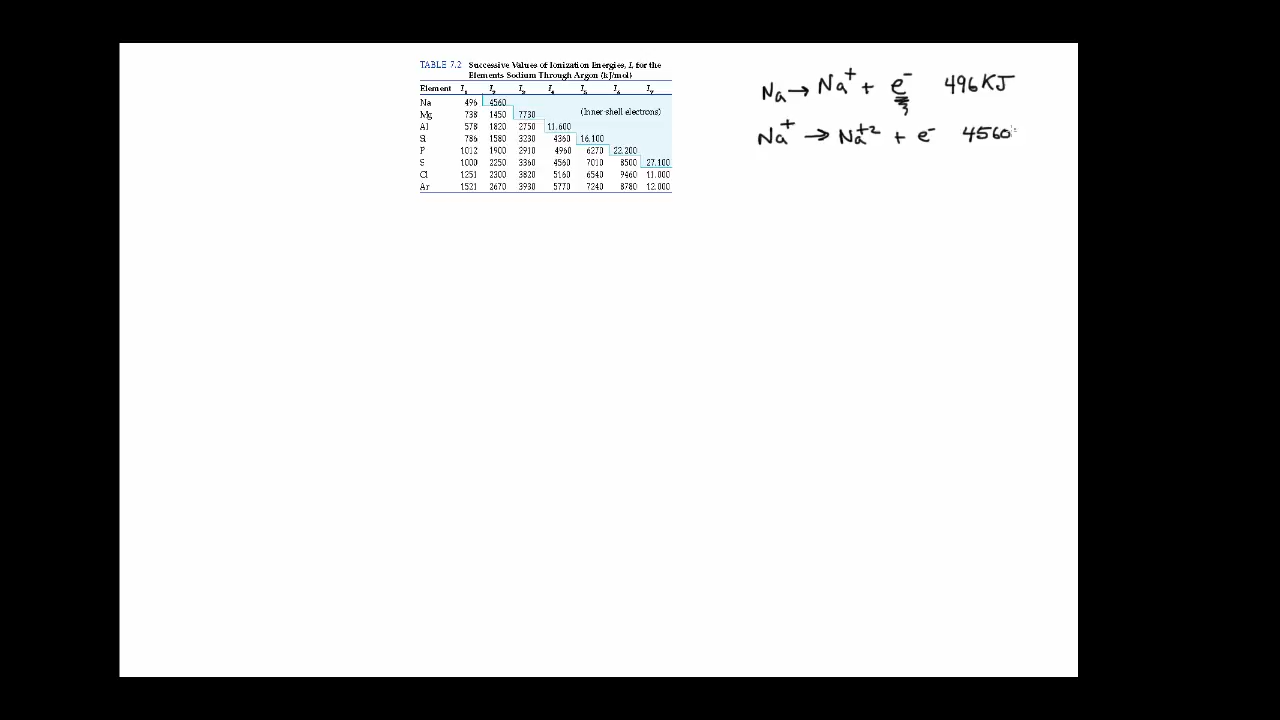 TABLE 7.2 Successive Values of Ionization Energies, I, for the
Elements Sodium Through Argon (kJ/mol)
Element I₁ I₂ I₃ I₄ I₅ I₆ I₇
Na 496 4560 (Inner-shell electrons)
Mg 738 1450 7730
Al 578 1820 2750 11,600
Si 786 1580 3230 4360 16,100
P 1012 1900 2910 4960 6270 22,200
S 1000 2250 3360 4560 7010 8500 27,100
Cl 1251 2300 3820 5160 6540 9460 11,000
Ar 1521 2670 3930 5770 7240 8780 12,000
Na → Na⁺ + e⁻ 496 KJ
Na⁺ → Na⁺² + e⁻ 4560